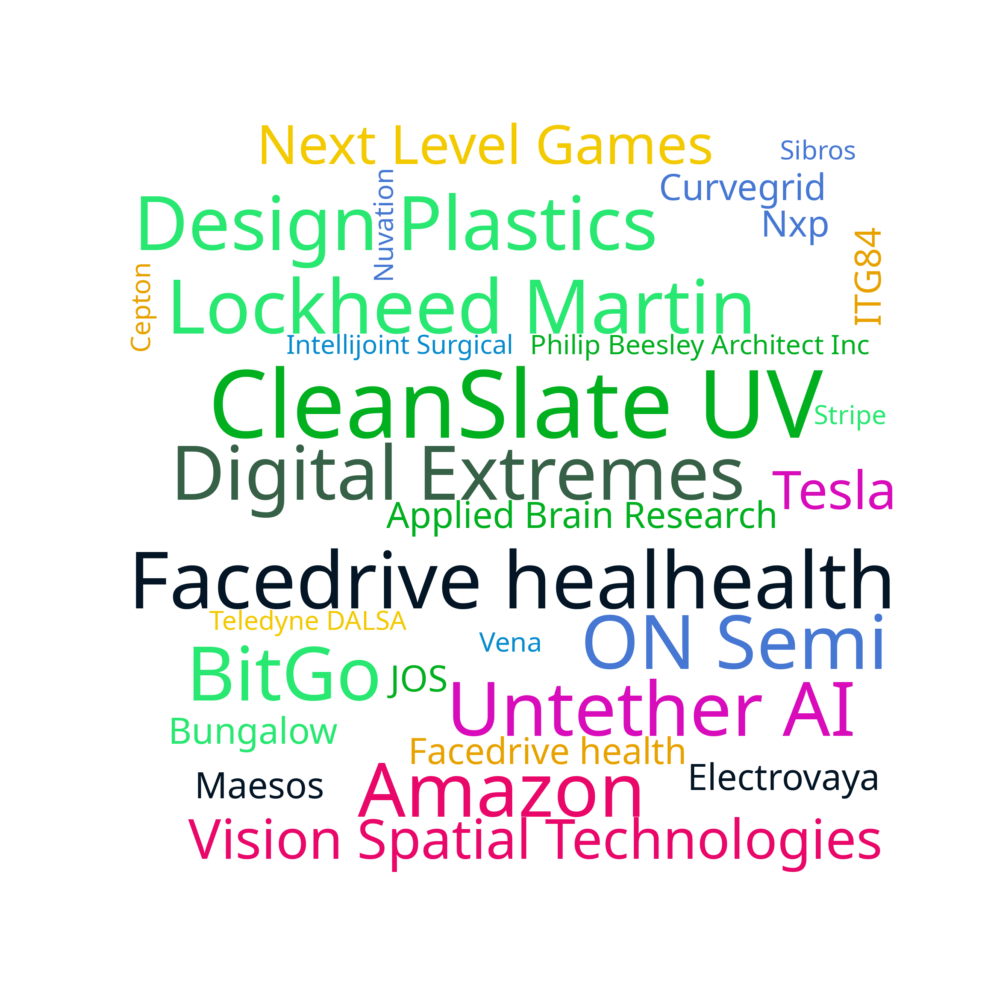 Next Level Games
Sibros
Curvegrid
Nuvation
Design Plastics
Nxp
ITG84
Cepton
Lockheed Martin
Intellijoint Surgical
Philip Beesley Architect Inc
CleanSlate UV
Stripe
Digital Extremes
Tesla
Applied Brain Research
Facedrive healhealth
Teledyne DALSA
Vena
ON Semi
BitGo
JOS
Untether AI
Bungalow
Facedrive health
Maesos
Amazon
Electrovaya
Vision Spatial Technologies